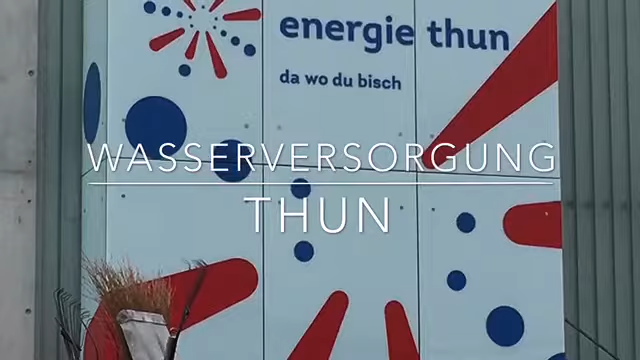 energie thun
da wo du bisch
WASSERVERSORGUNG
THUN